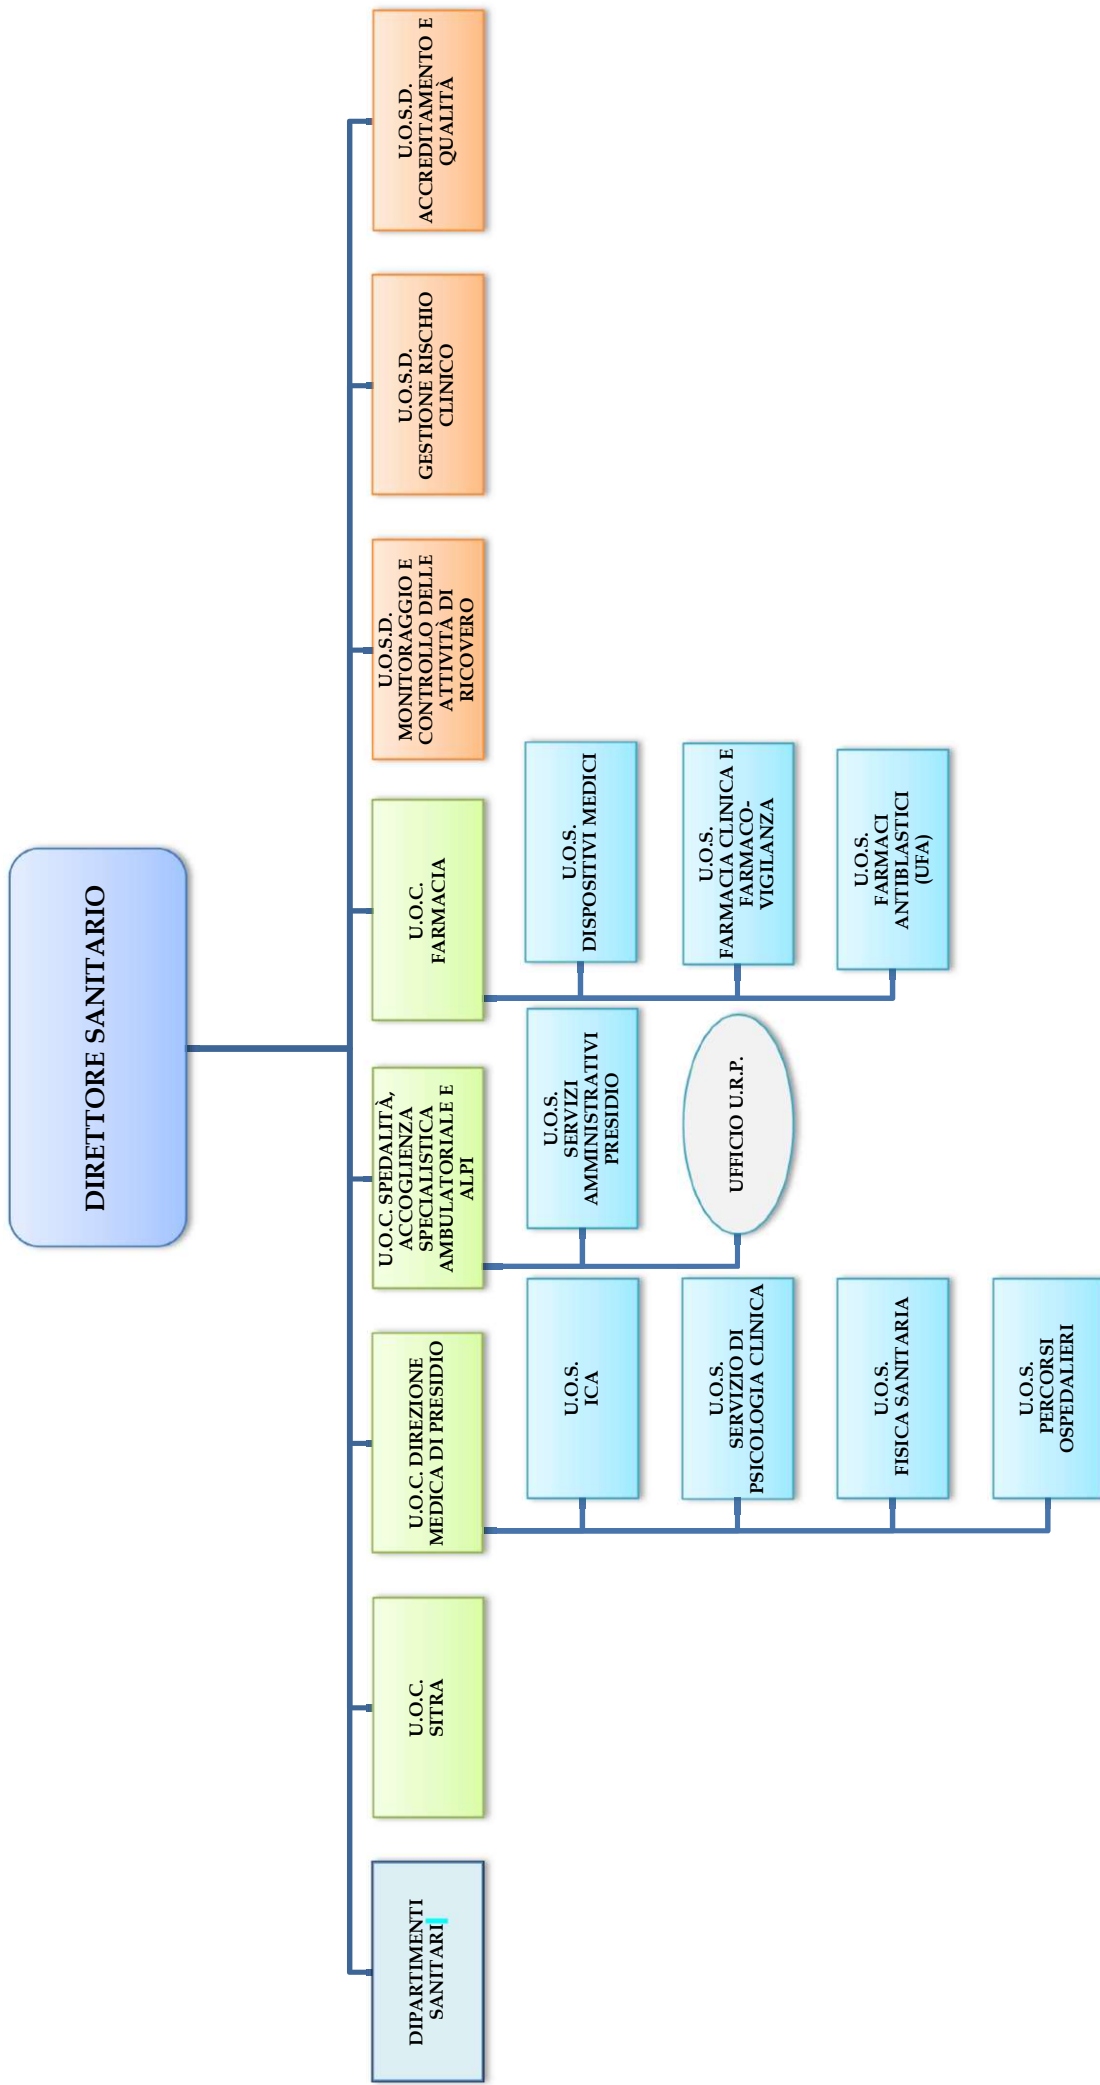 DIRETTORE SANITARIO
DIPARTIMENTI
SANITARI
U.O.C.
SITRA
U.O.C. DIREZIONE
MEDICA DI PRESIDIO
U.O.S.
ICA
U.O.S.
SERVIZIO DI
PSICOLOGIA CLINICA
U.O.S.
FISICA SANITARIA
U.O.S.
PERCORSI
OSPEDALIERI
U.O.C. SPEDALITÀ,
ACCOGLIENZA
SPECIALISTICA
AMBULATORIALE E
ALPI
U.O.S.
SERVIZI
AMMINISTRATIVI
PRESIDIO
UFFICIO U.R.P.
U.O.C.
FARMACIA
U.O.S.
DISPOSITIVI MEDICI
U.O.S.
FARMACIA CLINICA E
FARMACO-
VIGILANZA
U.O.S.
FARMACI
ANTIBLASTICI
(UFA)
U.O.S.D.
MONITORAGGIO E
CONTROLLO DELLE
ATTIVITÀ DI
RICOVERO
U.O.S.D.
GESTIONE RISCHIO
CLINICO
U.O.S.D.
ACCREDITAMENTO E
QUALITÀ